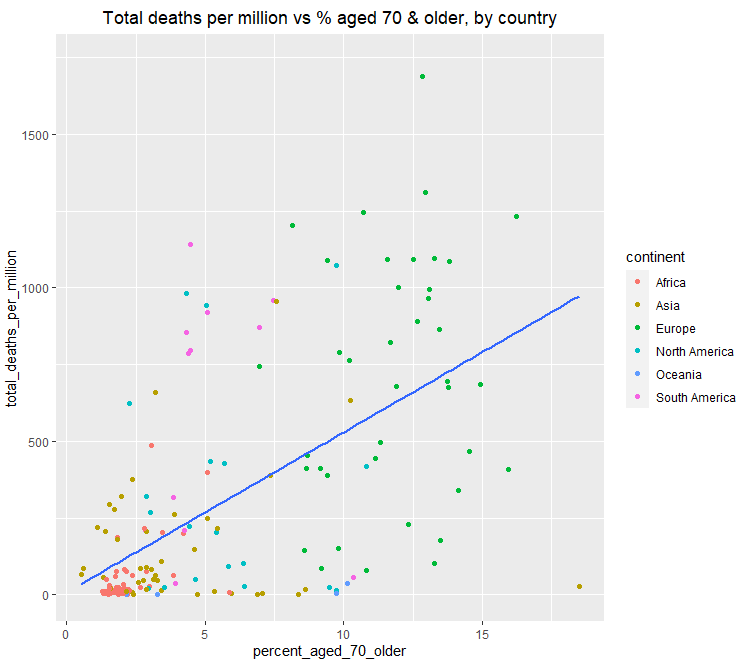 Total deaths per million vs % aged 70 & older, by country
total_deaths_per_million
1500
1000
500
0
0 5 10 15
percent_aged_70_older
continent
Africa
Asia
Europe
North America
Oceania
South America